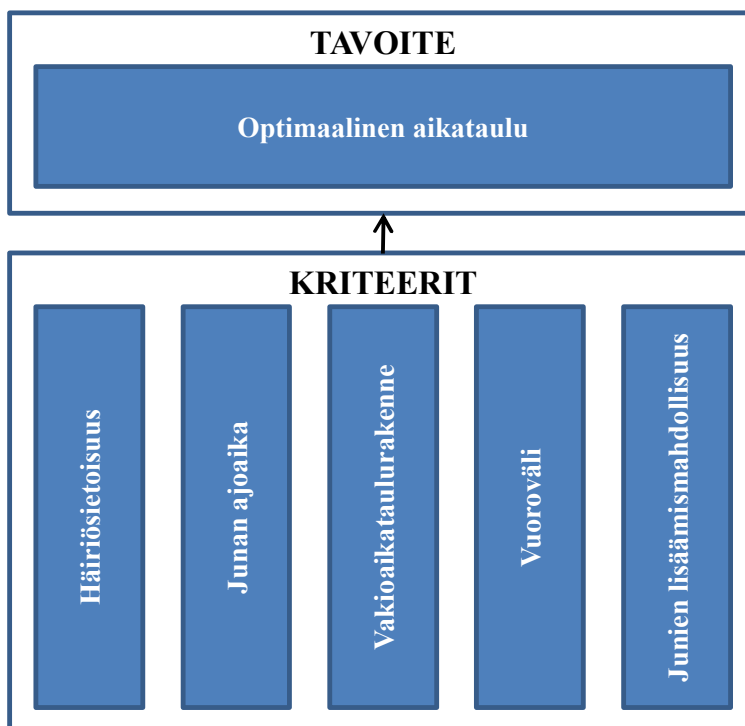 TAVOITE
Optimaalinen aikataulu
KRITEERIT
Häiriösietoisuus
Junan ajoaika
Vakioaikataulurakenne
Vuoroväli
Junien lisäämismahdollisuus